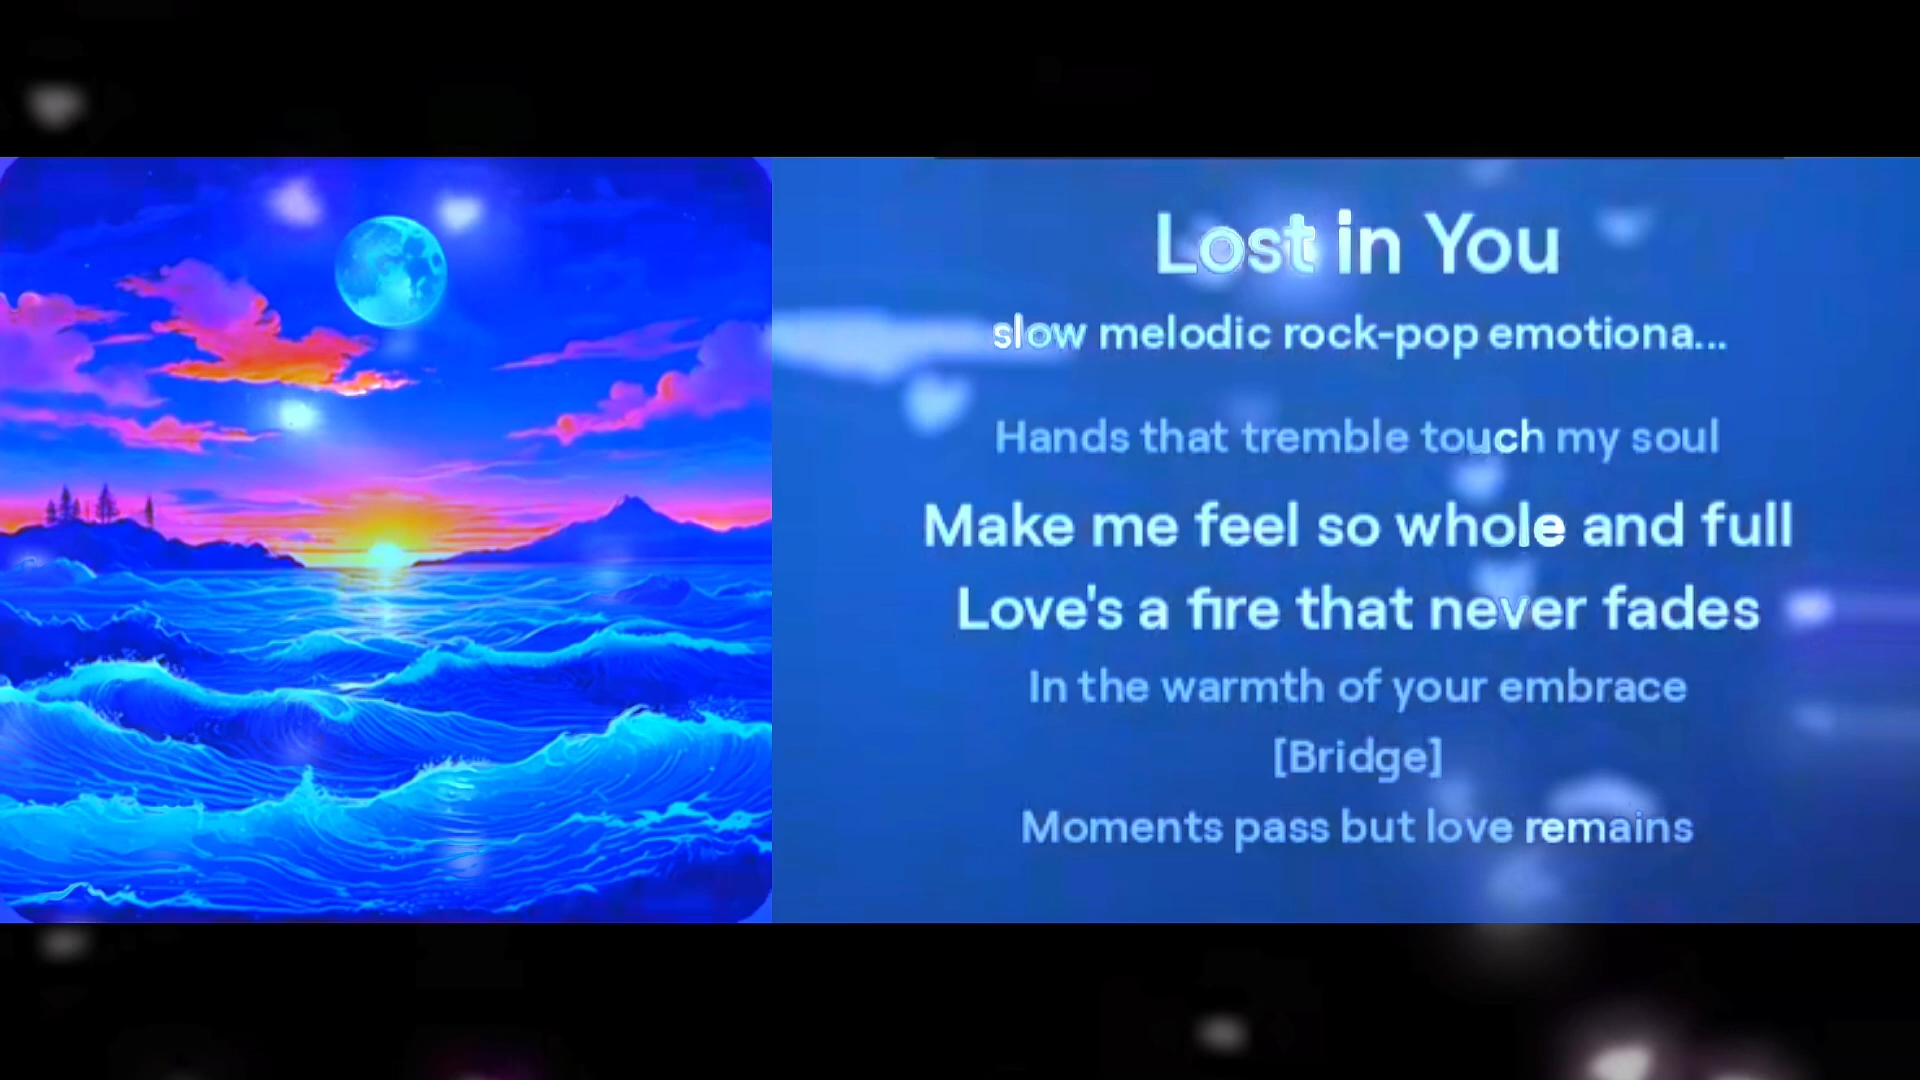 Lost in You
slow melodic rock-pop emotiona...
Hands that tremble touch my soul
Make me feel so whole and full
Love's a fire that never fades
In the warmth of your embrace
[Bridge]
Moments pass but love remains